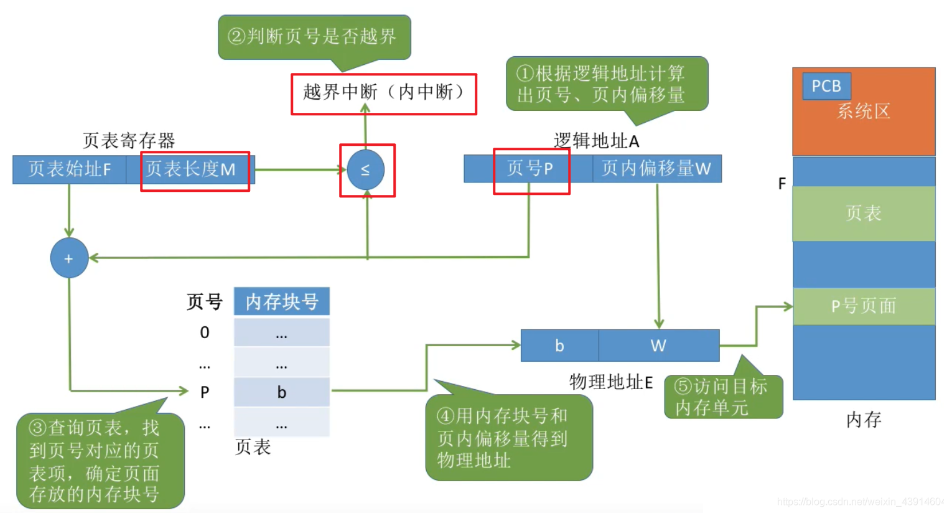 ②判断页号是否越界
越界中断（内中断）
①根据逻辑地址计算
出页号、页内偏移量
PCB
系统区
页表寄存器
逻辑地址A
页表始址F
页表长度M
≤
页号P
页内偏移量W
F
页表
+
页号
内存块号
0
...
...
...
P
b
...
...
页表
P号页面
b
W
物理地址E
③查询页表，找
到页号对应的页
表项，确定页面
存放的内存块号
④用内存块号和
页内偏移量得到
物理地址
⑤访问目标
内存单元
内存